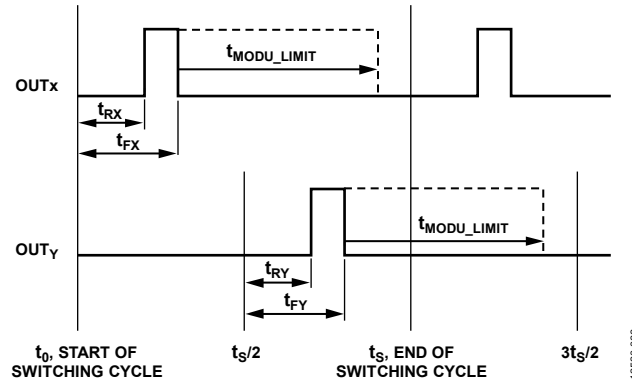 OUTx
tMODU_LIMIT
tRX
tFX
OUTY
tMODU_LIMIT
tRY
tFY
t0, START OF
SWITCHING CYCLE
tS/2
tS, END OF
SWITCHING CYCLE
3tS/2